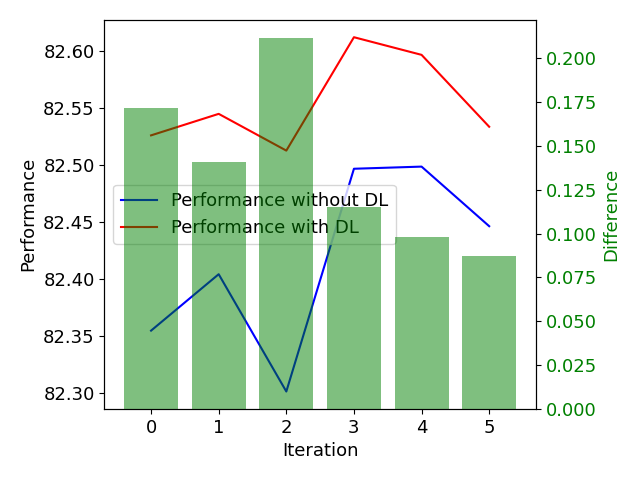 82.60
82.55
82.50
82.45
82.40
82.35
82.30
Performance
Performance without DL
Performance with DL
0.200
0.175
0.150
0.125
0.100
0.075
0.050
0.025
0.000
Difference
0 1 2 3 4 5
Iteration